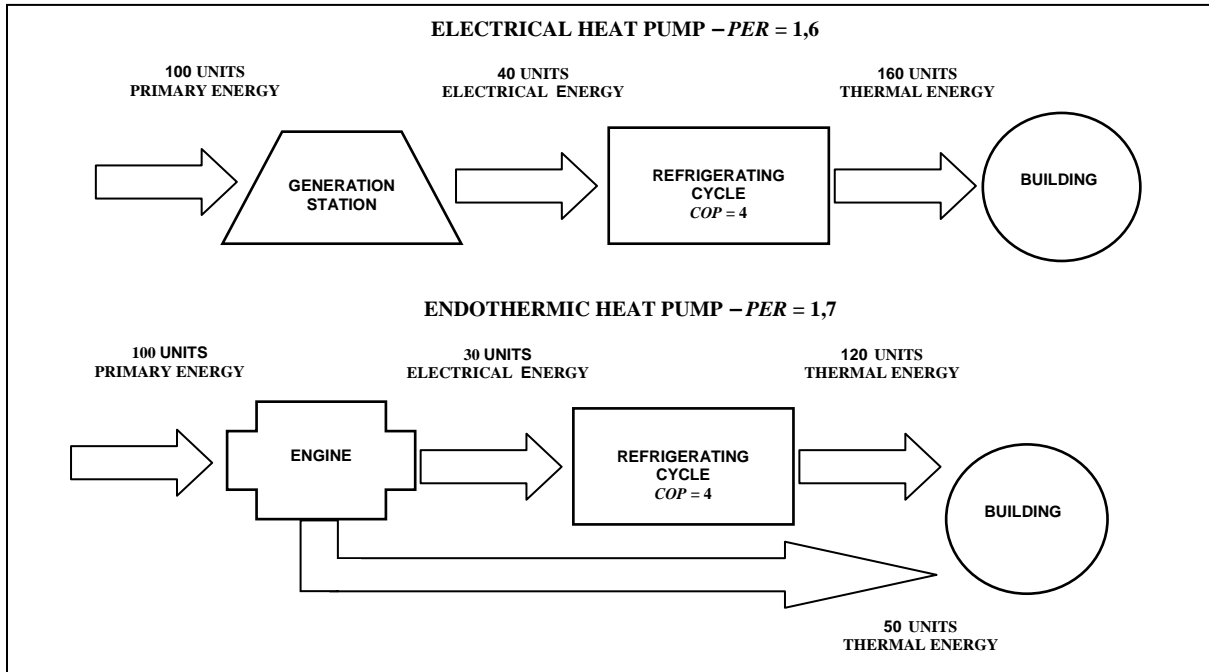 ELECTRICAL HEAT PUMP – PER = 1,6
100 UNITS
PRIMARY ENERGY
40 UNITS
ELECTRICAL ENERGY
160 UNITS
THERMAL ENERGY
GENERATION
STATION
REFRIGERATING
CYCLE
COP = 4
BUILDING
ENDOTHERMIC HEAT PUMP – PER = 1,7
100 UNITS
PRIMARY ENERGY
30 UNITS
ELECTRICAL ENERGY
120 UNITS
THERMAL ENERGY
ENGINE
REFRIGERATING
CYCLE
COP = 4
BUILDING
50 UNITS
THERMAL ENERGY